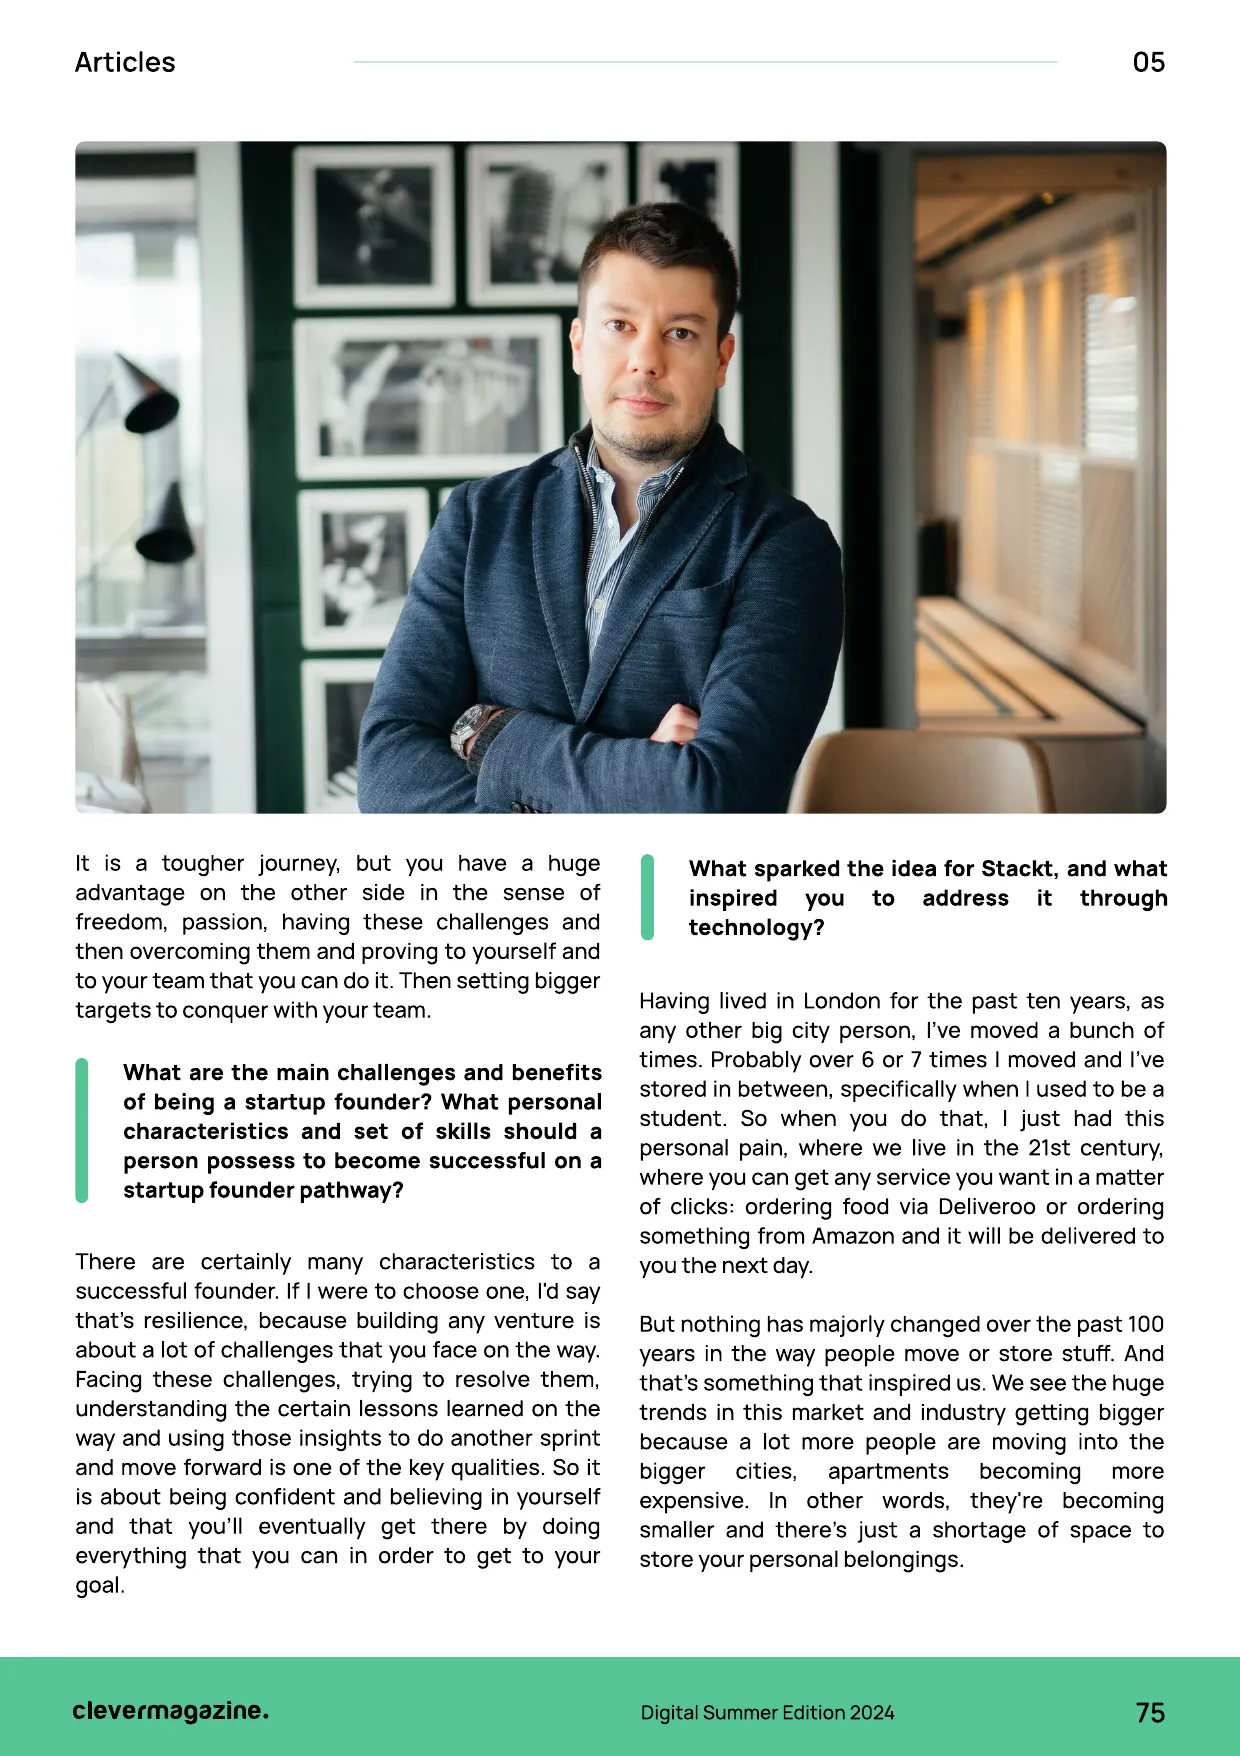 Articles
05
It is a tougher journey, but you have a huge
advantage on the other side in the sense of
freedom, passion, having these challenges and
then overcoming them and proving to yourself and
to your team that you can do it. Then setting bigger
targets to conquer with your team.
What are the main challenges and benefits
of being a startup founder? What personal
characteristics and set of skills should a
person possess to become successful on a
startup founder pathway?
There are certainly many characteristics to a
successful founder. If I were to choose one, I'd say
that’s resilience, because building any venture is
about a lot of challenges that you face on the way.
Facing these challenges, trying to resolve them,
understanding the certain lessons learned on the
way and using those insights to do another sprint
and move forward is one of the key qualities. So it
is about being confident and believing in yourself
and that you’ll eventually get there by doing
everything that you can in order to get to your
goal.
What sparked the idea for Stackt, and what
inspired you to address it through
technology?
Having lived in London for the past ten years, as
any other big city person, I’ve moved a bunch of
times. Probably over 6 or 7 times I moved and I’ve
stored in between, specifically when I used to be a
student. So when you do that, I just had this
personal pain, where we live in the 21st century,
where you can get any service you want in a matter
of clicks: ordering food via Deliveroo or ordering
something from Amazon and it will be delivered to
you the next day.
But nothing has majorly changed over the past 100
years in the way people move or store stuff. And
that’s something that inspired us. We see the huge
trends in this market and industry getting bigger
because a lot more people are moving into the
bigger cities, apartments becoming more
expensive. In other words, they're becoming
smaller and there’s just a shortage of space to
store your personal belongings.
clevermagazine.
Digital Summer Edition 2024
75